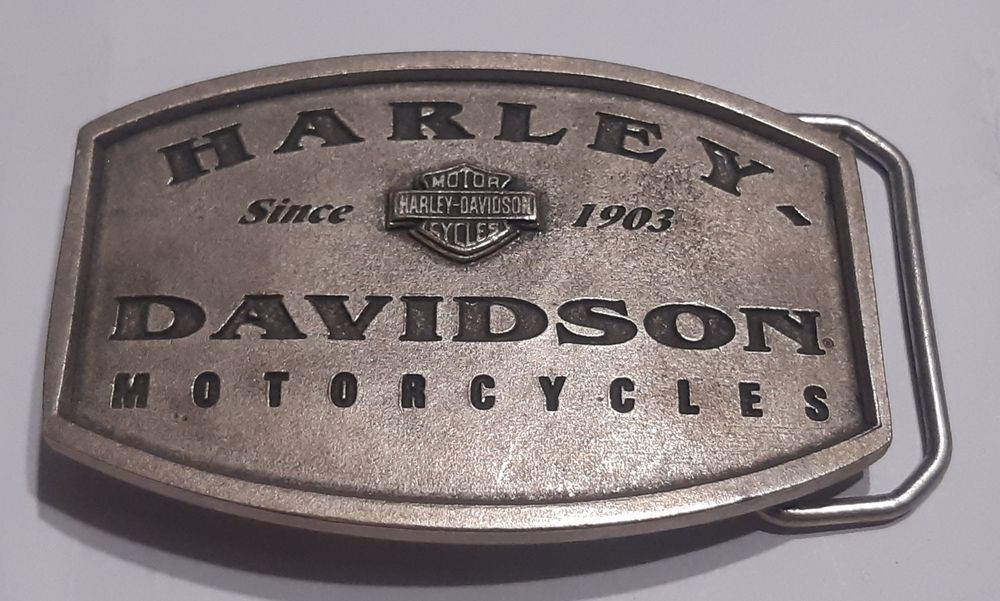 HARLEY-
Since
MOTOR
HARLEY-DAVIDSON
CYCLES
1903
DAVIDSON®
MOTORCYCLES